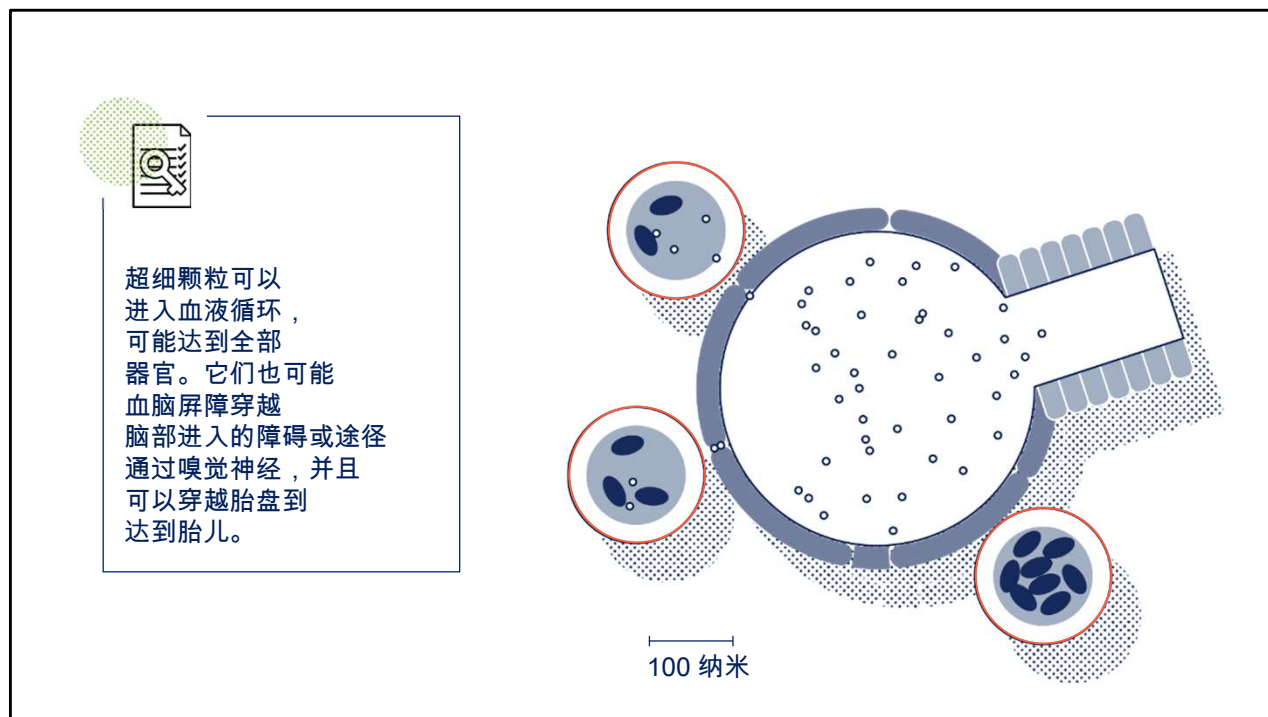 超细颗粒可以
进入血液循环，
可能达到全部
器官。它们也可能
血脑屏障穿越
脑部进入的障碍或途径
通过嗅觉神经，并且
可以穿越胎盘到
达到胎儿。
100 纳米